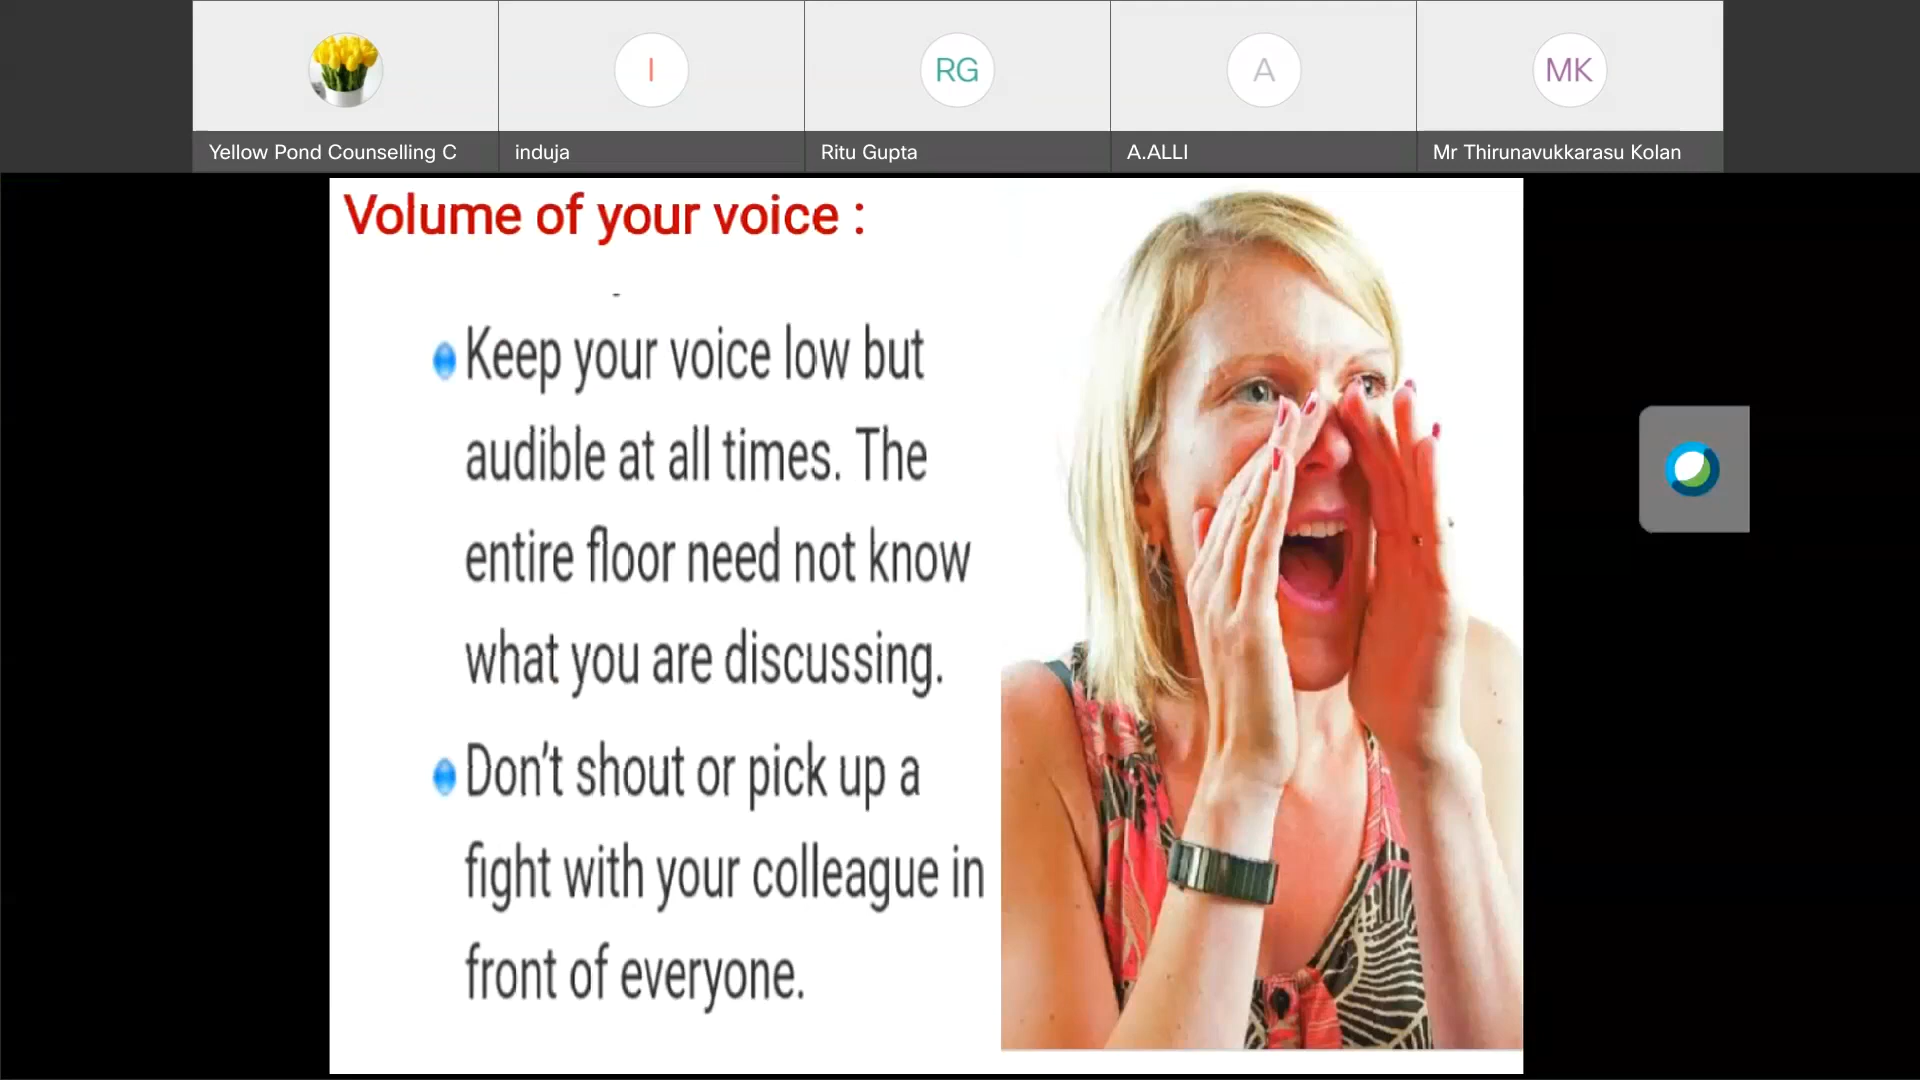 I
RG
A
MK
Yellow Pond Counselling C
induja
Ritu Gupta
A.ALLI
Mr Thirunavukkarasu Kolan
Volume of your voice :
-
Keep your voice low but
audible at all times. The
entire floor need not know
what you are discussing.
Don’t shout or pick up a
fight with your colleague in
front of everyone.